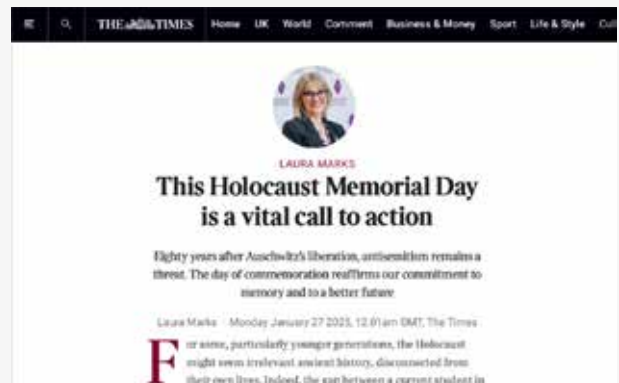 THE TIMES Home UK World Comment Business & Money Sport Life & Style Cul
LAURA MARKS
This Holocaust Memorial Day
is a vital call to action
Eighty years after Auschwitz's liberation, antisemitism remains a
threat. The day of commemoration reaffirms our commitment to
memory and to a better future
Laura Marks Monday January 27 2025, 12.01am GMT, The Times
For some, particularly younger generations, the Holocaust
might seem irrelevant ancient history, disconnected from
their own lives. Indeed, the gap between a current student in